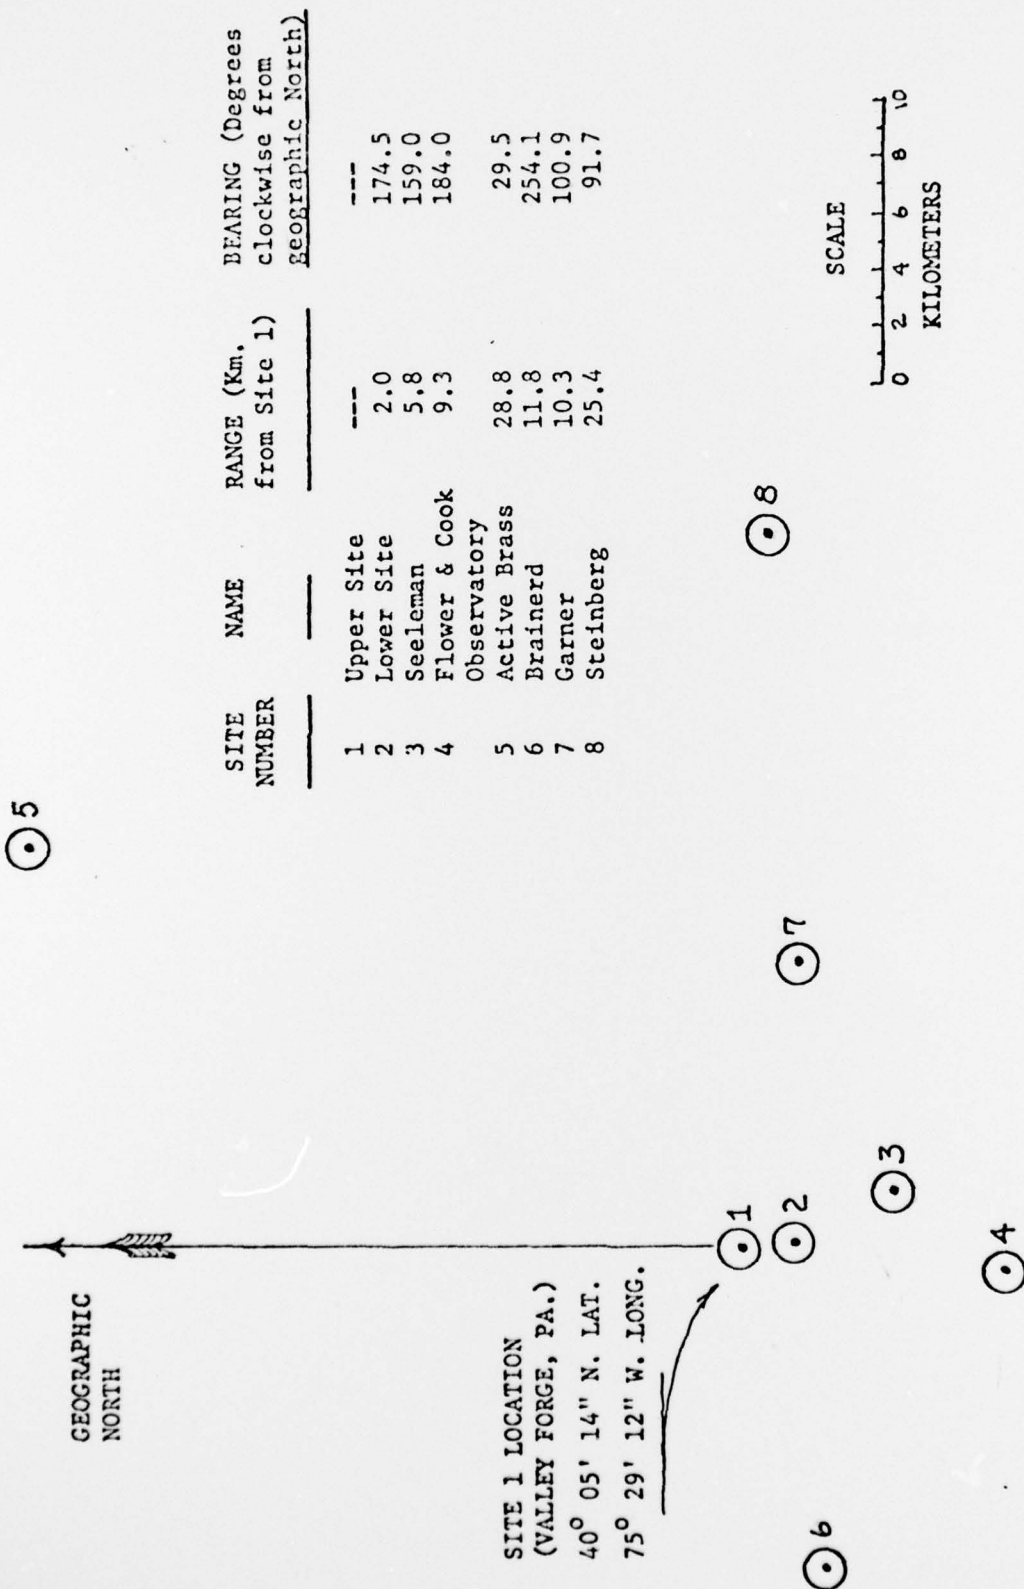 GEOGRAPHIC
NORTH
SITE 1 LOCATION
(VALLEY FORGE, PA.)
40° 05' 14" N. LAT.
75° 29' 12" W. LONG.
SITE NUMBER NAME RANGE (Km. from Site 1) BEARING (Degrees clockwise from geographic North)
1 Upper Site --- ---
2 Lower Site 2.0 174.5
3 Seeleman 5.8 159.0
4 Flower & Cook 9.3 184.0
Observatory
5 Active Brass 28.8 29.5
6 Brainerd 11.8 254.1
7 Garner 10.3 100.9
8 Steinberg 25.4 91.7
5
1
2
3
4
6
7
8
SCALE
0 2 4 6 8 10
KILOMETERS